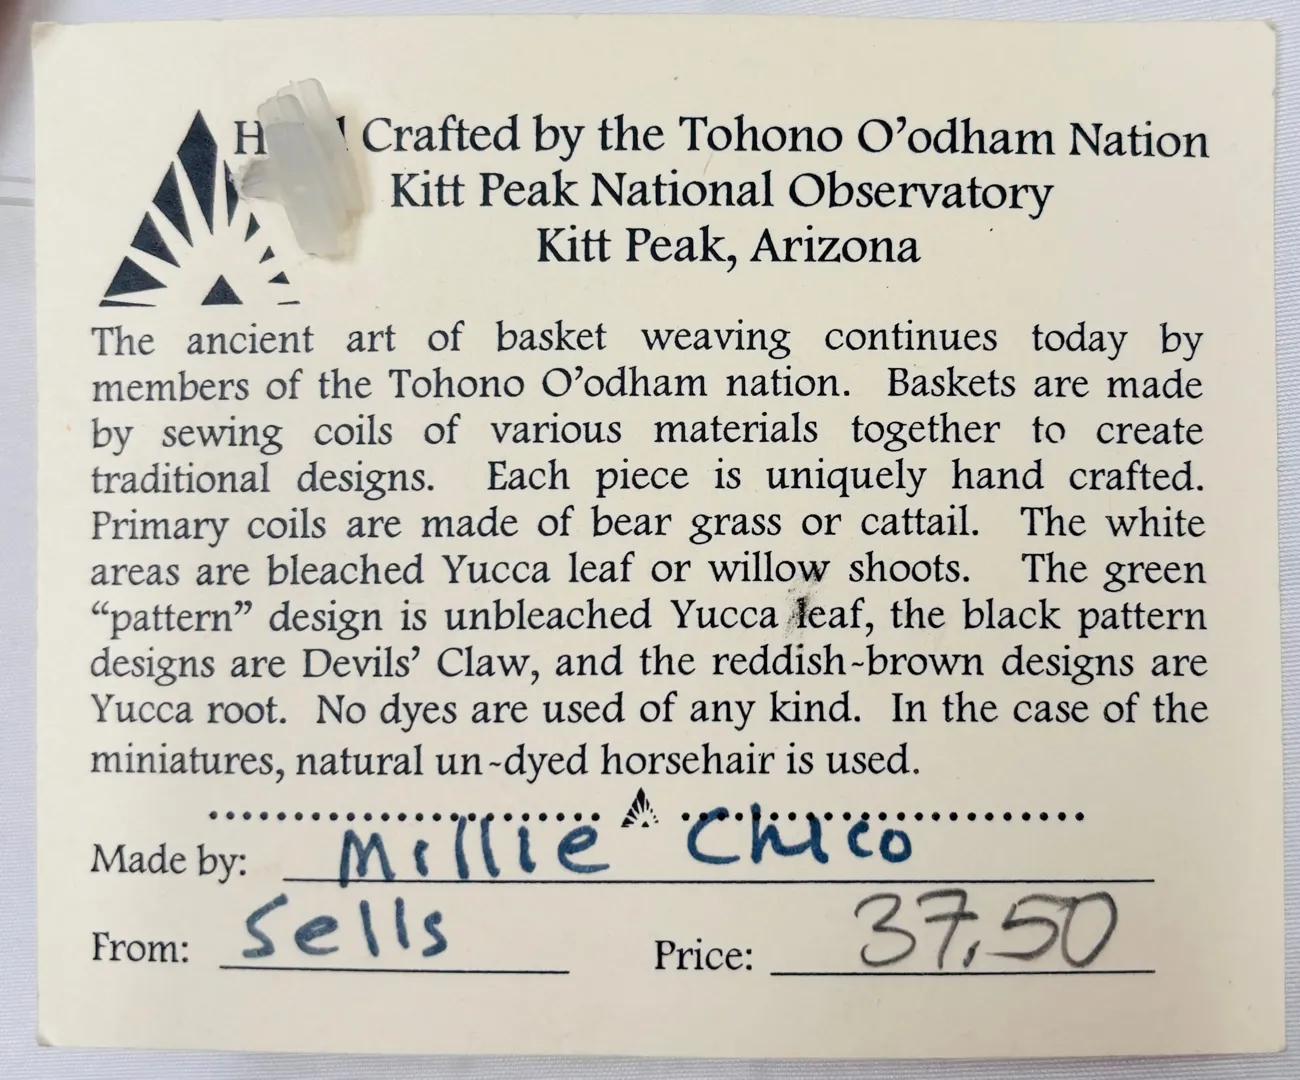 Crafted by the Tohono O'odham Nation
Kitt Peak National Observatory
Kitt Peak, Arizona
The ancient art of basket weaving continues today by
members of the Tohono O'odham nation. Baskets are made
by sewing coils of various materials together to create
traditional designs. Each piece is uniquely hand crafted.
Primary coils are made of bear grass or cattail. The white
areas are bleached Yucca leaf or willow shoots. The green
“pattern” design is unbleached Yucca leaf, the black pattern
designs are Devils’ Claw, and the reddish-brown designs are
Yucca root. No dyes are used of any kind. In the case of the
miniatures, natural un-dyed horsehair is used.
Made by: Millie Chico
From: Sells Price: 37.50